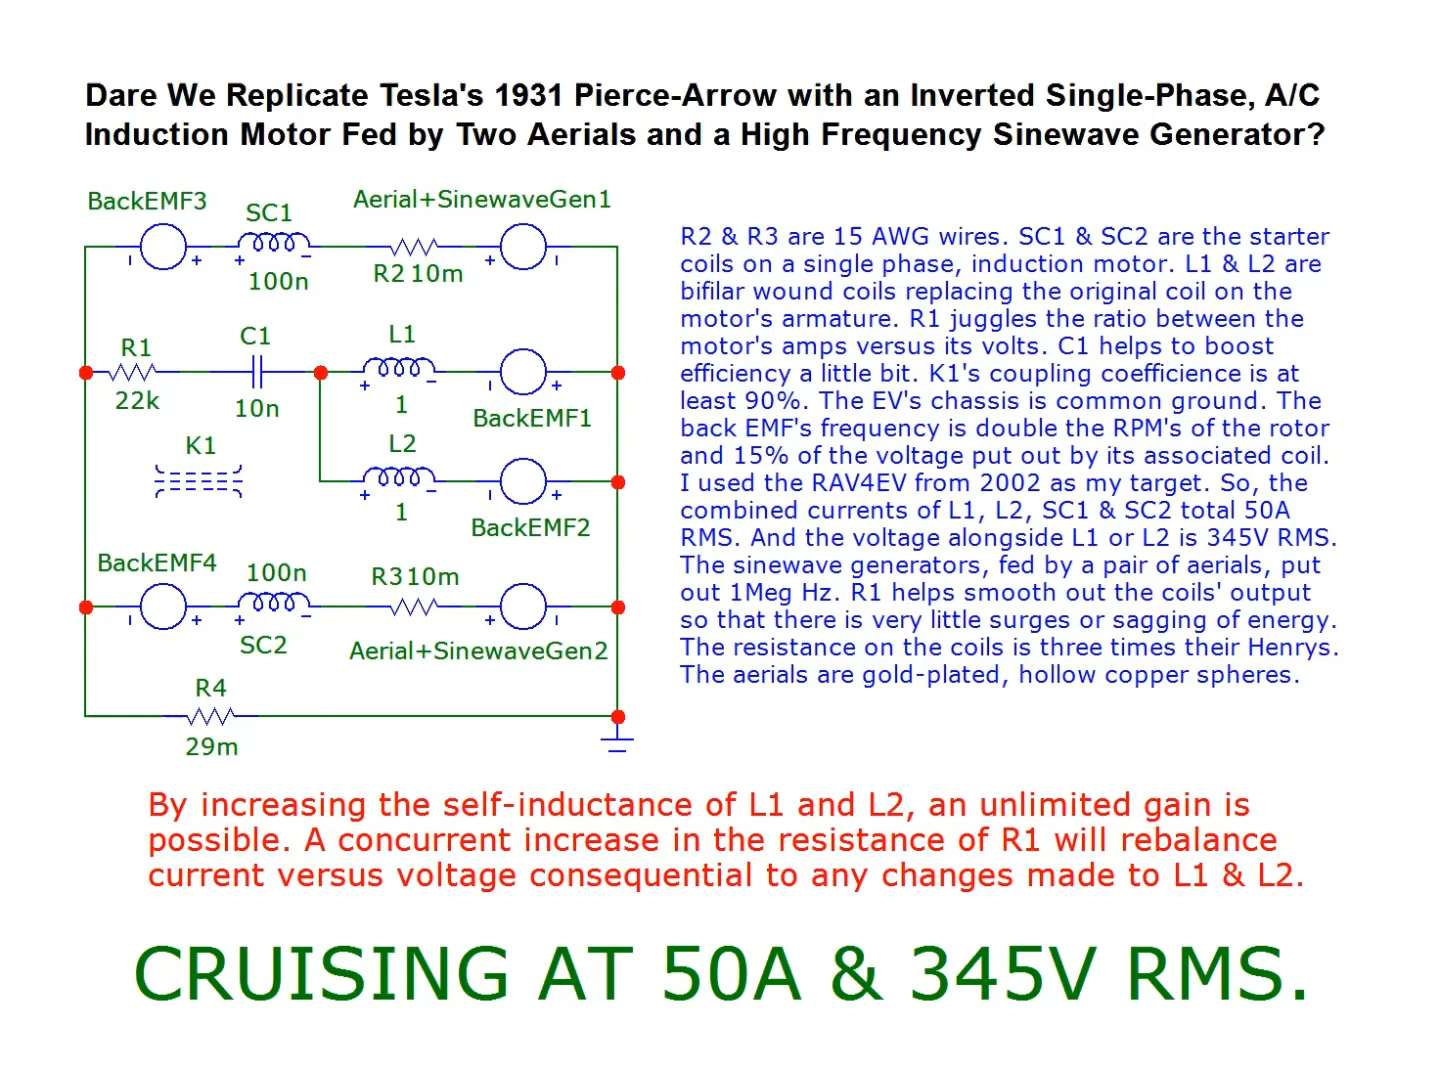 Dare We Replicate Tesla's 1931 Pierce-Arrow with an Inverted Single-Phase, A/C
Induction Motor Fed by Two Aerials and a High Frequency Sinewave Generator?
BackEMF3
SC1
Aerial+SinewaveGen1
- + + - + -
100n
R2 10m
R1
C1
L1
22k
10n
+ - - +
1
BackEMF1
K1
L2
+ - - +
1
BackEMF2
BackEMF4
100n
R3 10m
- + + - + -
SC2
Aerial+SinewaveGen2
R4
29m
R2 & R3 are 15 AWG wires. SC1 & SC2 are the starter
coils on a single phase, induction motor. L1 & L2 are
bifilar wound coils replacing the original coil on the
motor's armature. R1 juggles the ratio between the
motor's amps versus its volts. C1 helps to boost
efficiency a little bit. K1's coupling coefficience is at
least 90%. The EV's chassis is common ground. The
back EMF's frequency is double the RPM's of the rotor
and 15% of the voltage put out by its associated coil.
I used the RAV4EV from 2002 as my target. So, the
combined currents of L1, L2, SC1 & SC2 total 50A
RMS. And the voltage alongside L1 or L2 is 345V RMS.
The sinewave generators, fed by a pair of aerials, put
out 1Meg Hz. R1 helps smooth out the coils' output
so that there is very little surges or sagging of energy.
The resistance on the coils is three times their Henrys.
The aerials are gold-plated, hollow copper spheres.
By increasing the self-inductance of L1 and L2, an unlimited gain is
possible. A concurrent increase in the resistance of R1 will rebalance
current versus voltage consequential to any changes made to L1 & L2.
CRUISING AT 50A & 345V RMS.